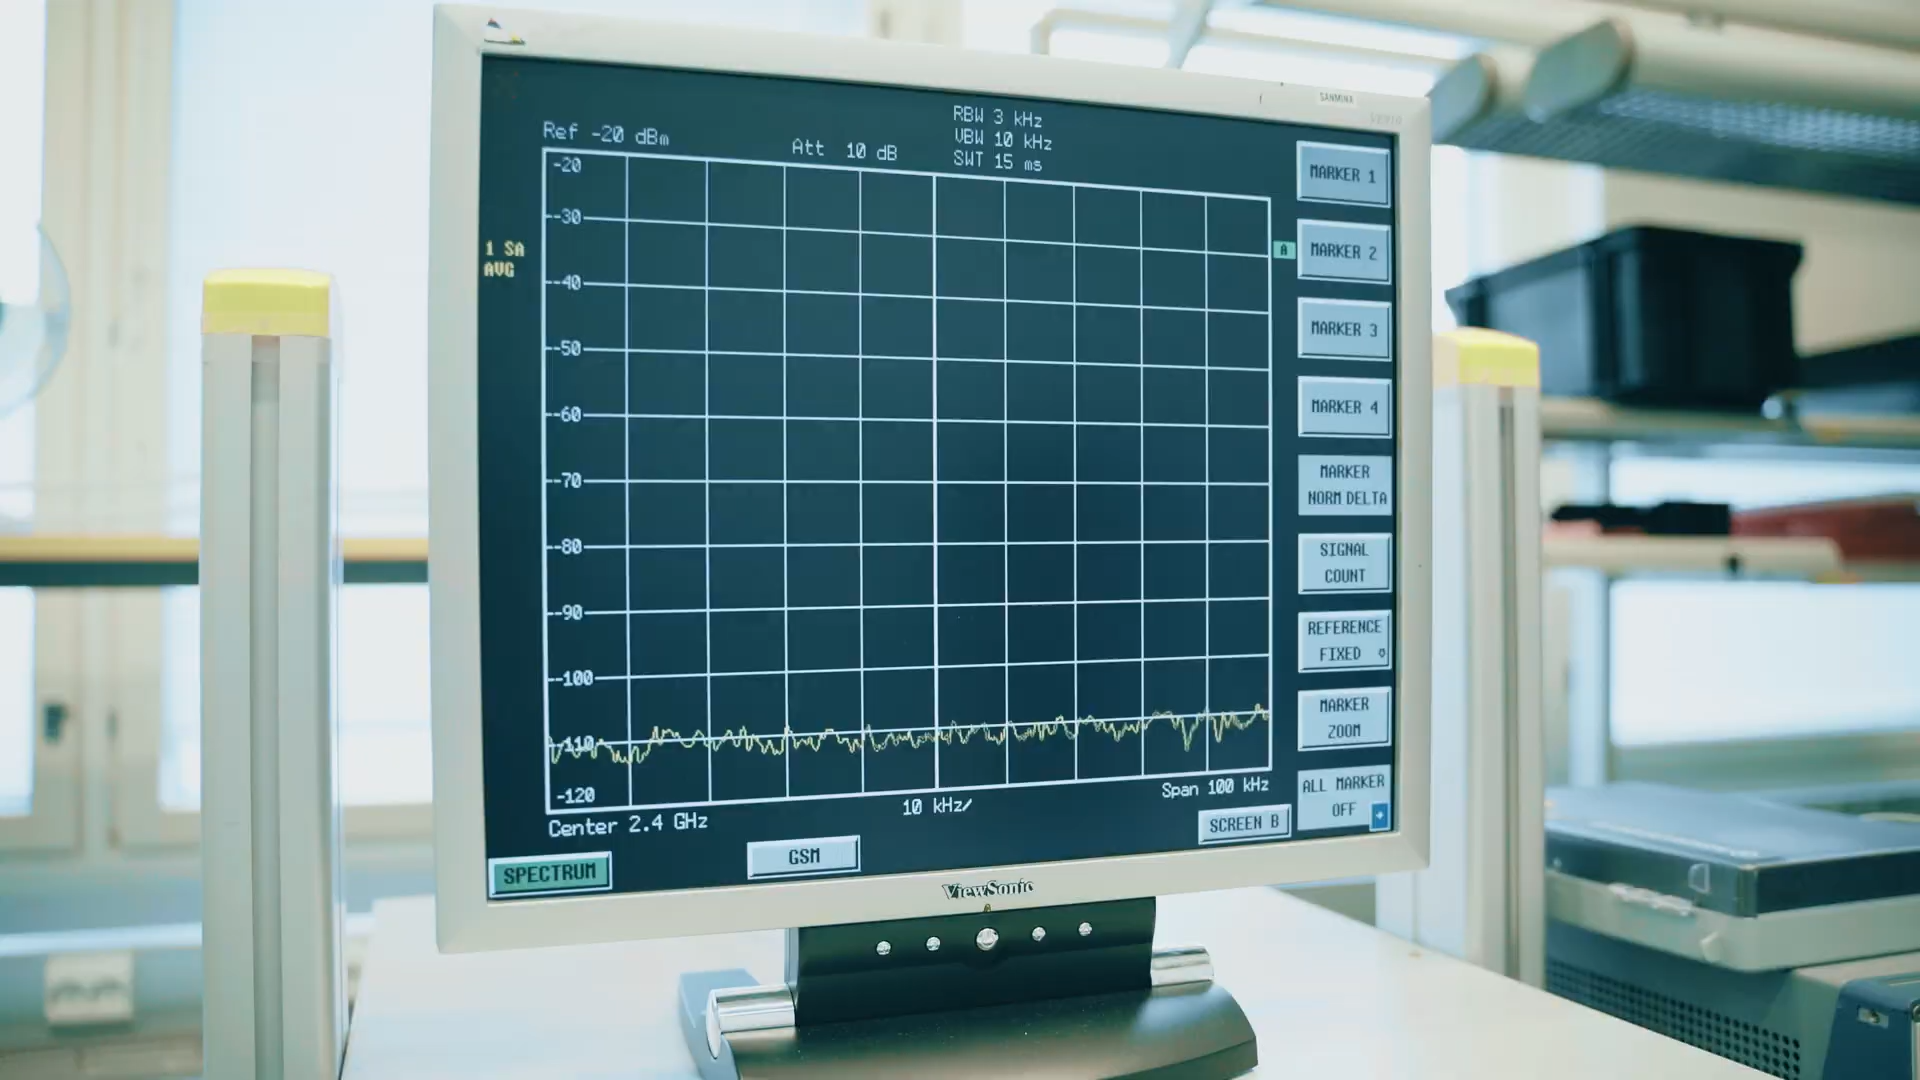 SANMINA
RBW 3 kHz
Ref -20 dBm
Att 10 dB
VBW 10 kHz
SWT 15 ms
-20
-30
-40
-50
-60
-70
-80
-90
-100
-110
-120
1 SA
AVG
A
MARKER 1
MARKER 2
MARKER 3
MARKER 4
MARKER
NORM DELTA
SIGNAL
COUNT
REFERENCE
FIXED
MARKER
ZOOM
ALL MARKER
OFF
Center 2.4 GHz
10 kHz/
Span 100 kHz
SCREEN B
SPECTRUM
GSM
ViewSonic